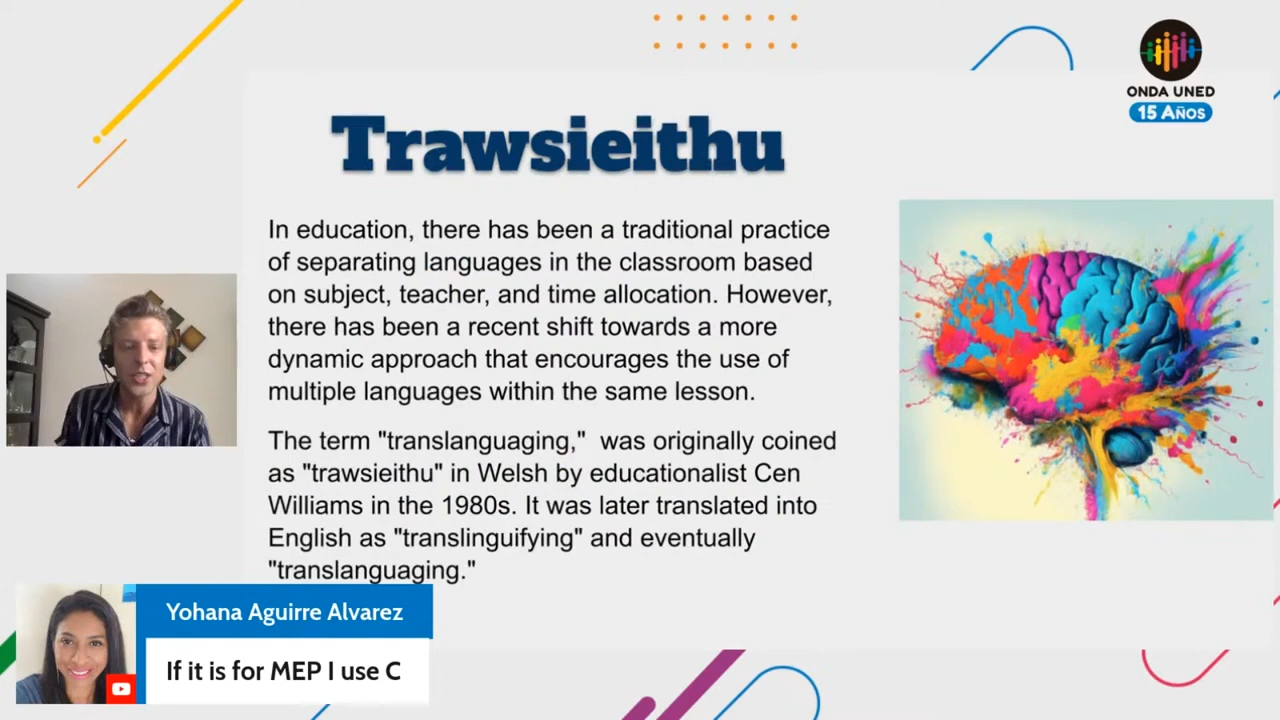 ONDA UNED
15 AÑOS
Trawsieithu
In education, there has been a traditional practice
of separating languages in the classroom based
on subject, teacher, and time allocation. However,
there has been a recent shift towards a more
dynamic approach that encourages the use of
multiple languages within the same lesson.
The term "translanguaging,"  was originally coined
as "trawsieithu" in Welsh by educationalist Cen
Williams in the 1980s. It was later translated into
English as "translinguifying" and eventually
"translanguaging."
Yohana Aguirre Alvarez
If it is for MEP I use C